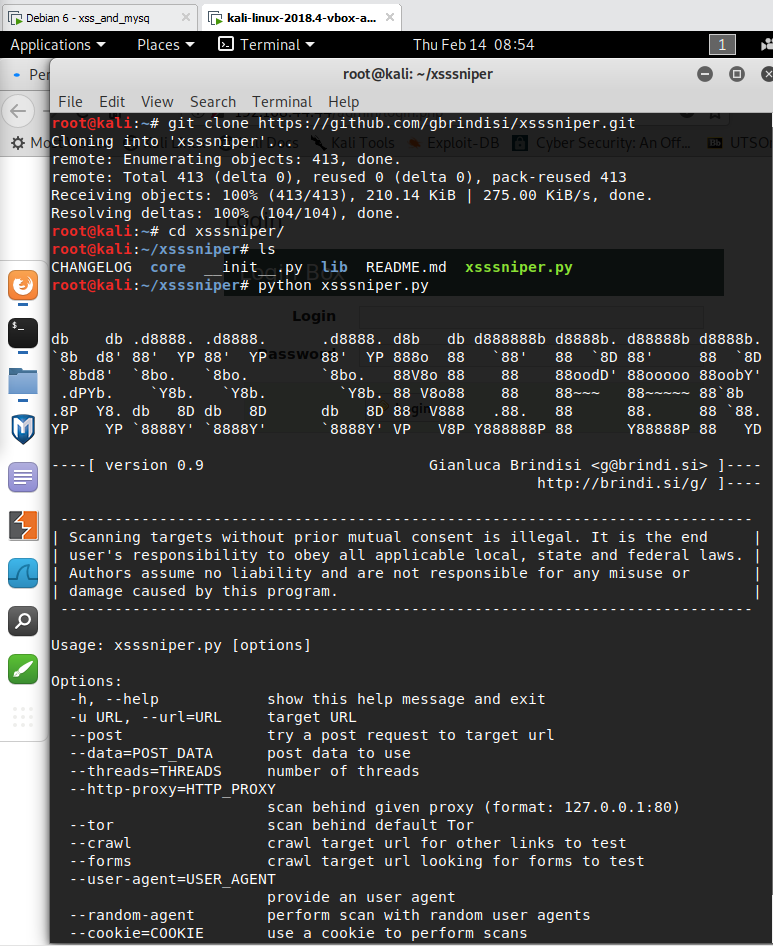 Debian 6 - xss_and_mysq
kali-linux-2018.4-vbox-a...
Applications Places Terminal Thu Feb 14 08:54 1
root@kali: ~/xsssniper
File Edit View Search Terminal Help
root@kali:~# git clone https://github.com/gbrindisi/xsssniper.git
Cloning into 'xsssniper'...
remote: Enumerating objects: 413, done.
remote: Total 413 (delta 0), reused 0 (delta 0), pack-reused 413
Receiving objects: 100% (413/413), 210.14 KiB | 275.00 KiB/s, done.
Resolving deltas: 100% (104/104), done.
root@kali:~# cd xsssniper/
root@kali:~/xsssniper# ls
CHANGELOG core __init__.py lib README.md xsssniper.py
root@kali:~/xsssniper# python xsssniper.py
Login
Password
db    db .d8888. .d8888.      .d8888. d8b   db d888888b d8888b. d88888b d8888b.
`8b  d8' 88'  YP 88'  YP      88'  YP 888o  88   `88'   88  `8D 88'     88  `8D
 `8bd8'  `8bo.   `8bo.        `8bo.   88V8o 88    88    88oodD' 88ooooo 88oobY'
 .dPYb.    `Y8b.   `Y8b.        `Y8b. 88 V8o88    88    88~~~   88~~~~~ 88`8b
.8P  Y8. db   8D db   8D      db   8D 88  V888   .88.   88      88.     88 `88.
YP    YP `8888Y' `8888Y'      `8888Y' VP   V8P Y888888P 88      Y88888P 88   YD
----[ version 0.9                         Gianluca Brindisi <g@brindi.si> ]----
http://brindi.si/g/ ]----
-----------------------------------------------------------------------------
| Scanning targets without prior mutual consent is illegal. It is the end     |
| user's responsibility to obey all applicable local, state and federal laws. |
| Authors assume no liability and are not responsible for any misuse or       |
| damage caused by this program.                                              |
-----------------------------------------------------------------------------
Usage: xsssniper.py [options]
Options:
-h, --help            show this help message and exit
-u URL, --url=URL     target URL
--post                try a post request to target url
--data=POST_DATA      post data to use
--threads=THREADS     number of threads
--http-proxy=HTTP_PROXY
scan behind given proxy (format: 127.0.0.1:80)
--tor                 scan behind default Tor
--crawl               crawl target url for other links to test
--forms               crawl target url looking for forms to test
--user-agent=USER_AGENT
provide an user agent
--random-agent        perform scan with random user agents
--cookie=COOKIE       use a cookie to perform scans